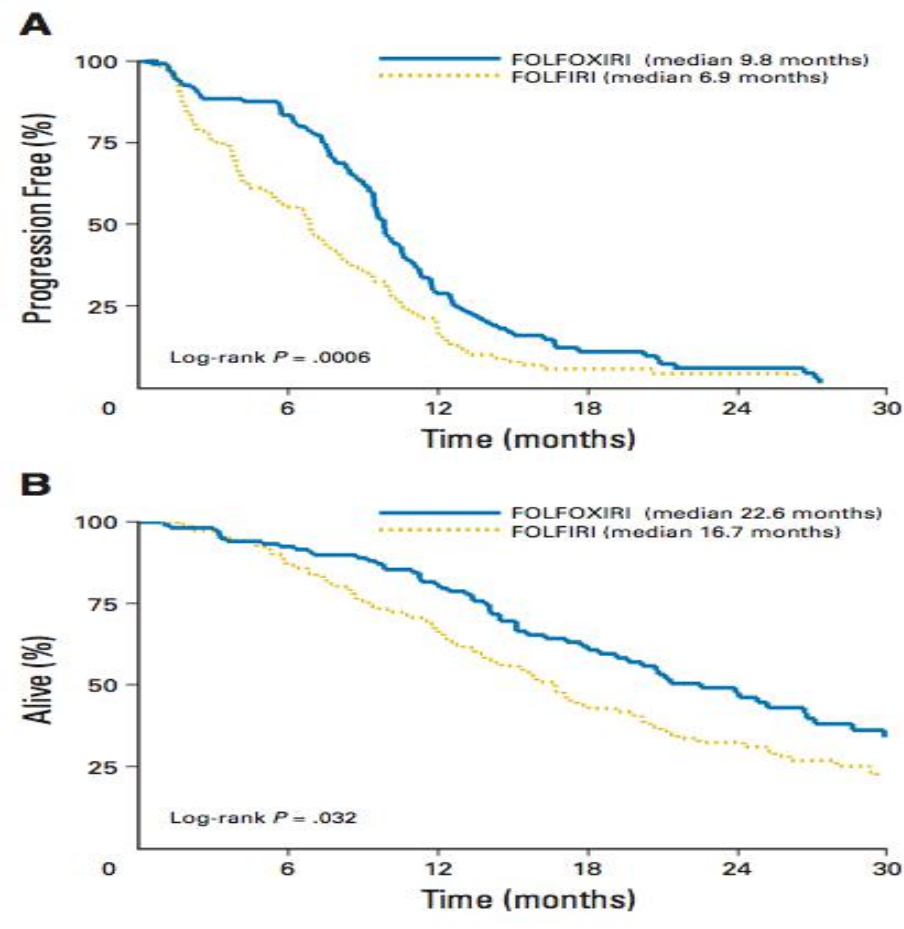 A
FOLFOXIRI (median 9.8 months)
FOLFIRI (median 6.9 months)
100
75
50
25
Progression Free (%)
Log-rank P = .0006
0 6 12 18 24 30
Time (months)
B
FOLFOXIRI (median 22.6 months)
FOLFIRI (median 16.7 months)
100
75
50
25
Alive (%)
Log-rank P = .032
0 6 12 18 24 30
Time (months)